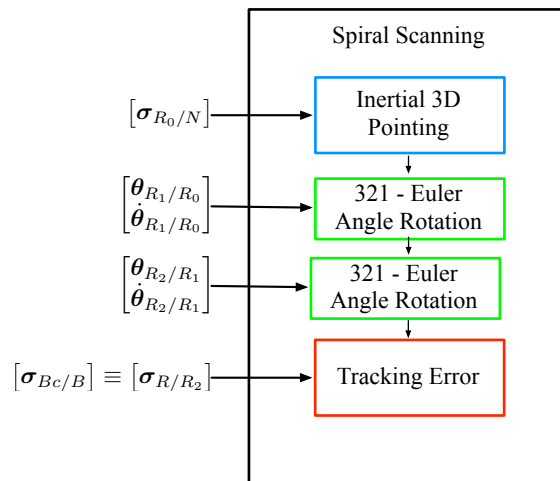 Spiral Scanning
[σ_{R_0/N}]
Inertial 3D
Pointing
[θ_{R_1/R_0}
θ̇_{R_1/R_0}]
321 - Euler
Angle Rotation
[θ_{R_2/R_1}
θ̇_{R_2/R_1}]
321 - Euler
Angle Rotation
[σ_{Bc/B}] ≡ [σ_{R/R_2}]
Tracking Error